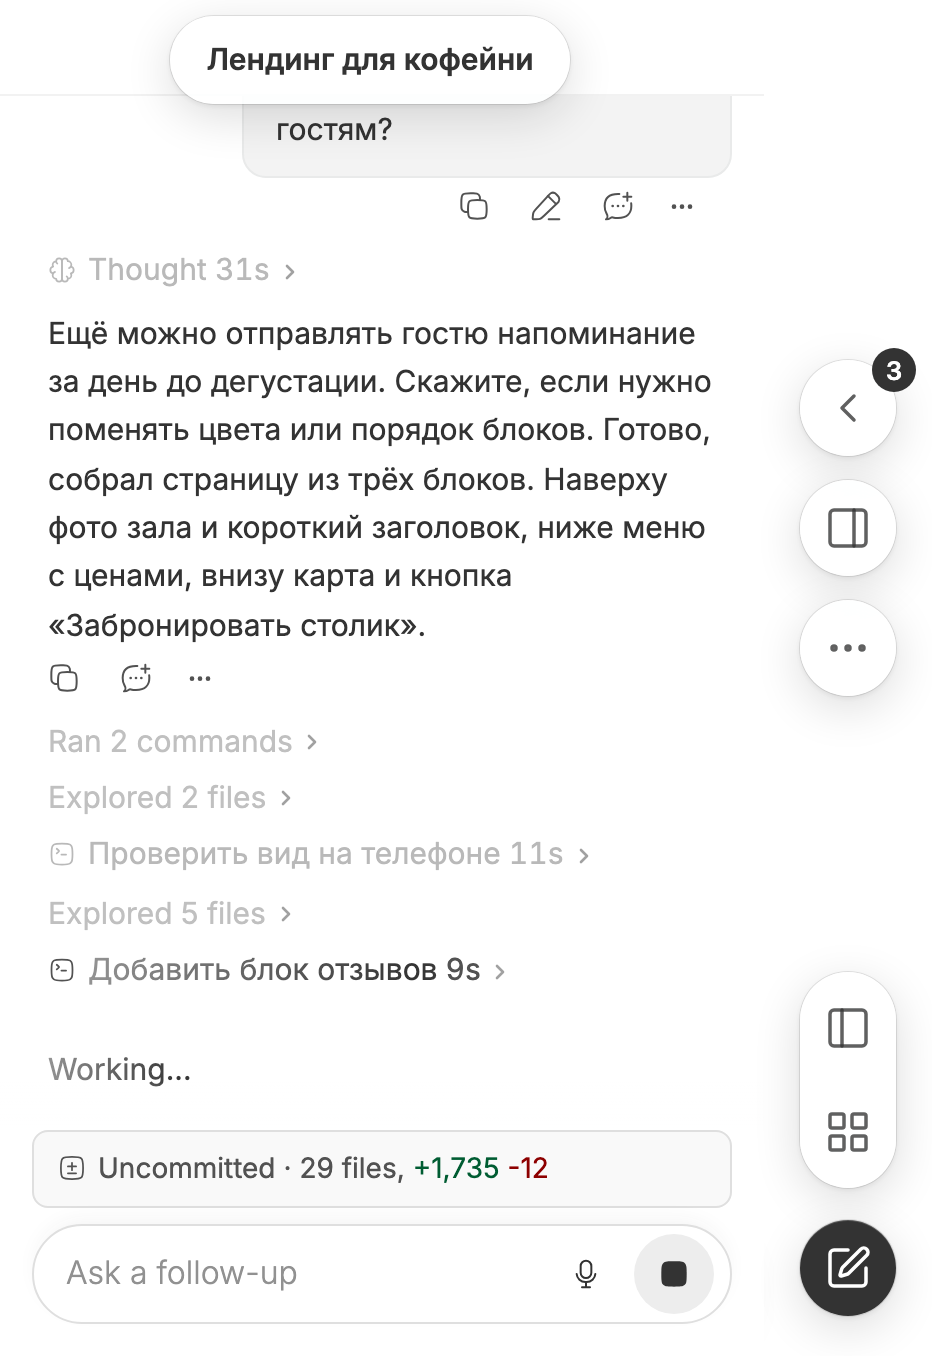 Лендинг для кофейни
гостям?
Thought 31s
Ещё можно отправлять гостю напоминание
за день до дегустации. Скажите, если нужно
поменять цвета или порядок блоков. Готово,
собрал страницу из трёх блоков. Наверху
фото зала и короткий заголовок, ниже меню
с ценами, внизу карта и кнопка
«Забронировать столик».
Ran 2 commands
Explored 2 files
Проверить вид на телефоне 11s
Explored 5 files
Добавить блок отзывов 9s
Working...
Uncommitted · 29 files, +1,735 -12
Ask a follow-up
3